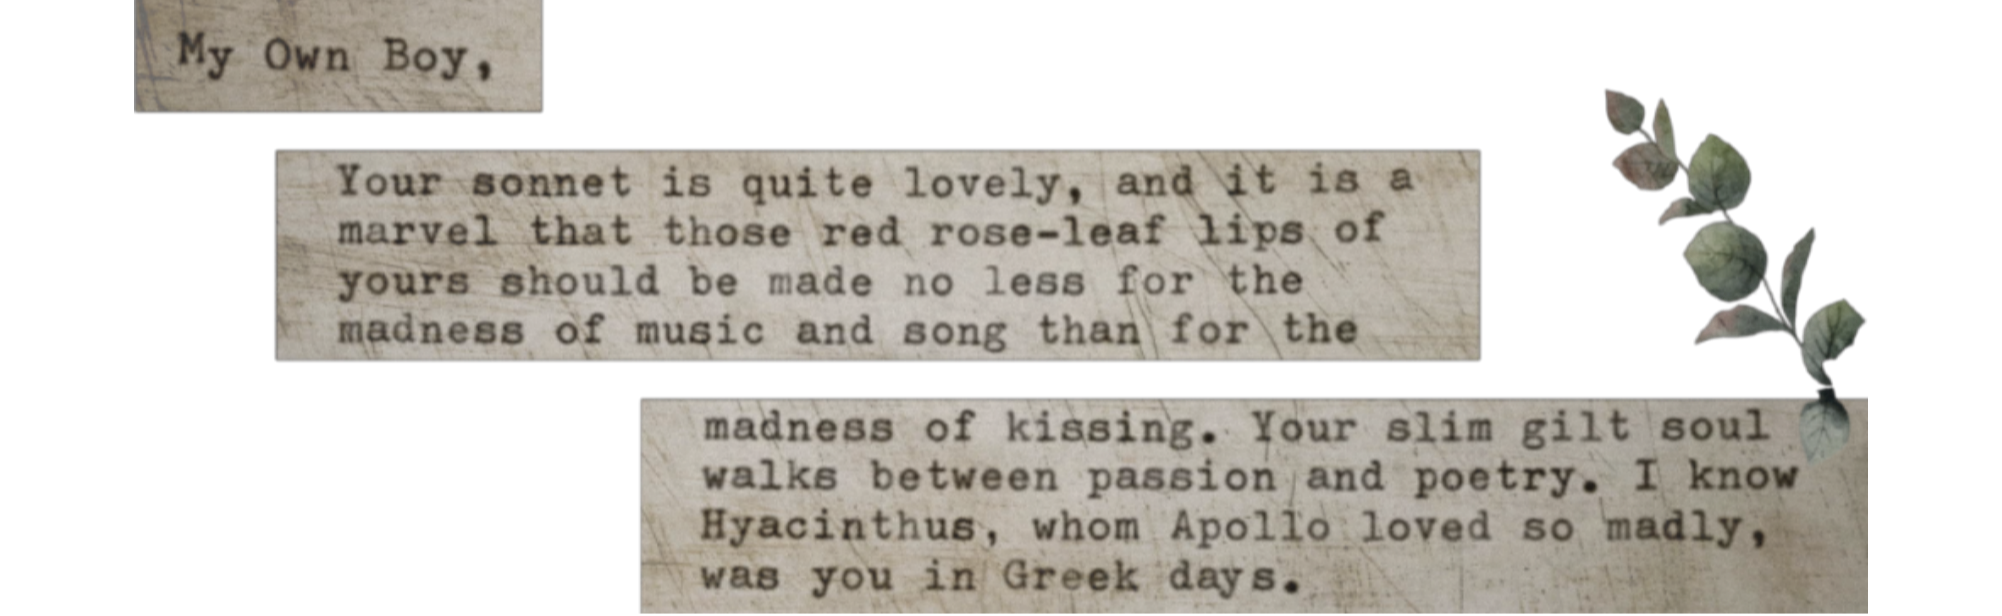 My Own Boy,
Your sonnet is quite lovely, and it is a
marvel that those red rose-leaf lips of
yours should be made no less for the
madness of music and song than for the
madness of kissing. Your slim gilt soul
walks between passion and poetry. I know
Hyacinthus, whom Apollo loved so madly,
was you in Greek days.